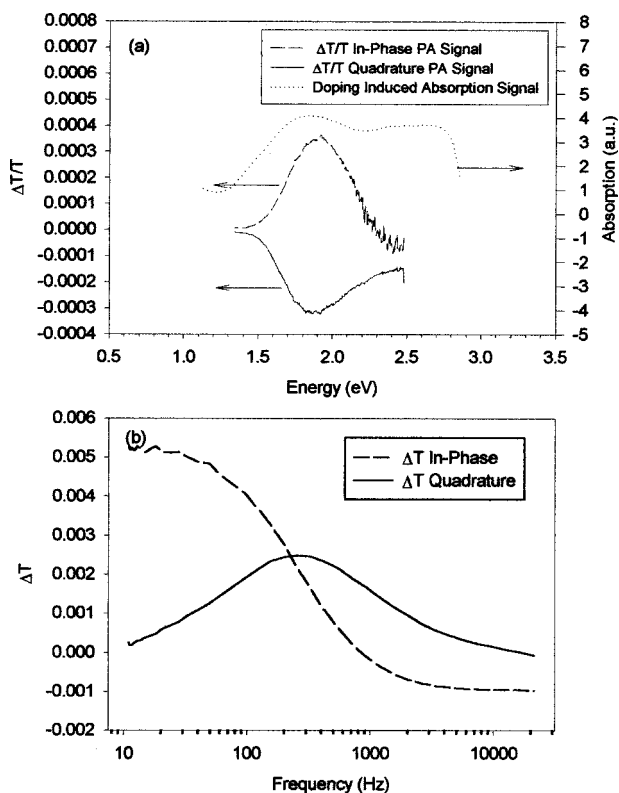 (a)
ΔT/T In-Phase PA Signal
ΔT/T Quadrature PA Signal
Doping Induced Absorption Signal
0.0008
0.0007
0.0006
0.0005
0.0004
0.0003
0.0002
0.0001
0.0000
-0.0001
-0.0002
-0.0003
-0.0004
ΔT/T
8
7
6
5
4
3
2
1
0
-1
-2
-3
-4
-5
Absorption (a.u.)
0.5 1.0 1.5 2.0 2.5 3.0 3.5
Energy (eV)
(b)
ΔT In-Phase
ΔT Quadrature
0.006
0.005
0.004
0.003
0.002
0.001
0.000
-0.001
-0.002
ΔT
10 100 1000 10000
Frequency (Hz)